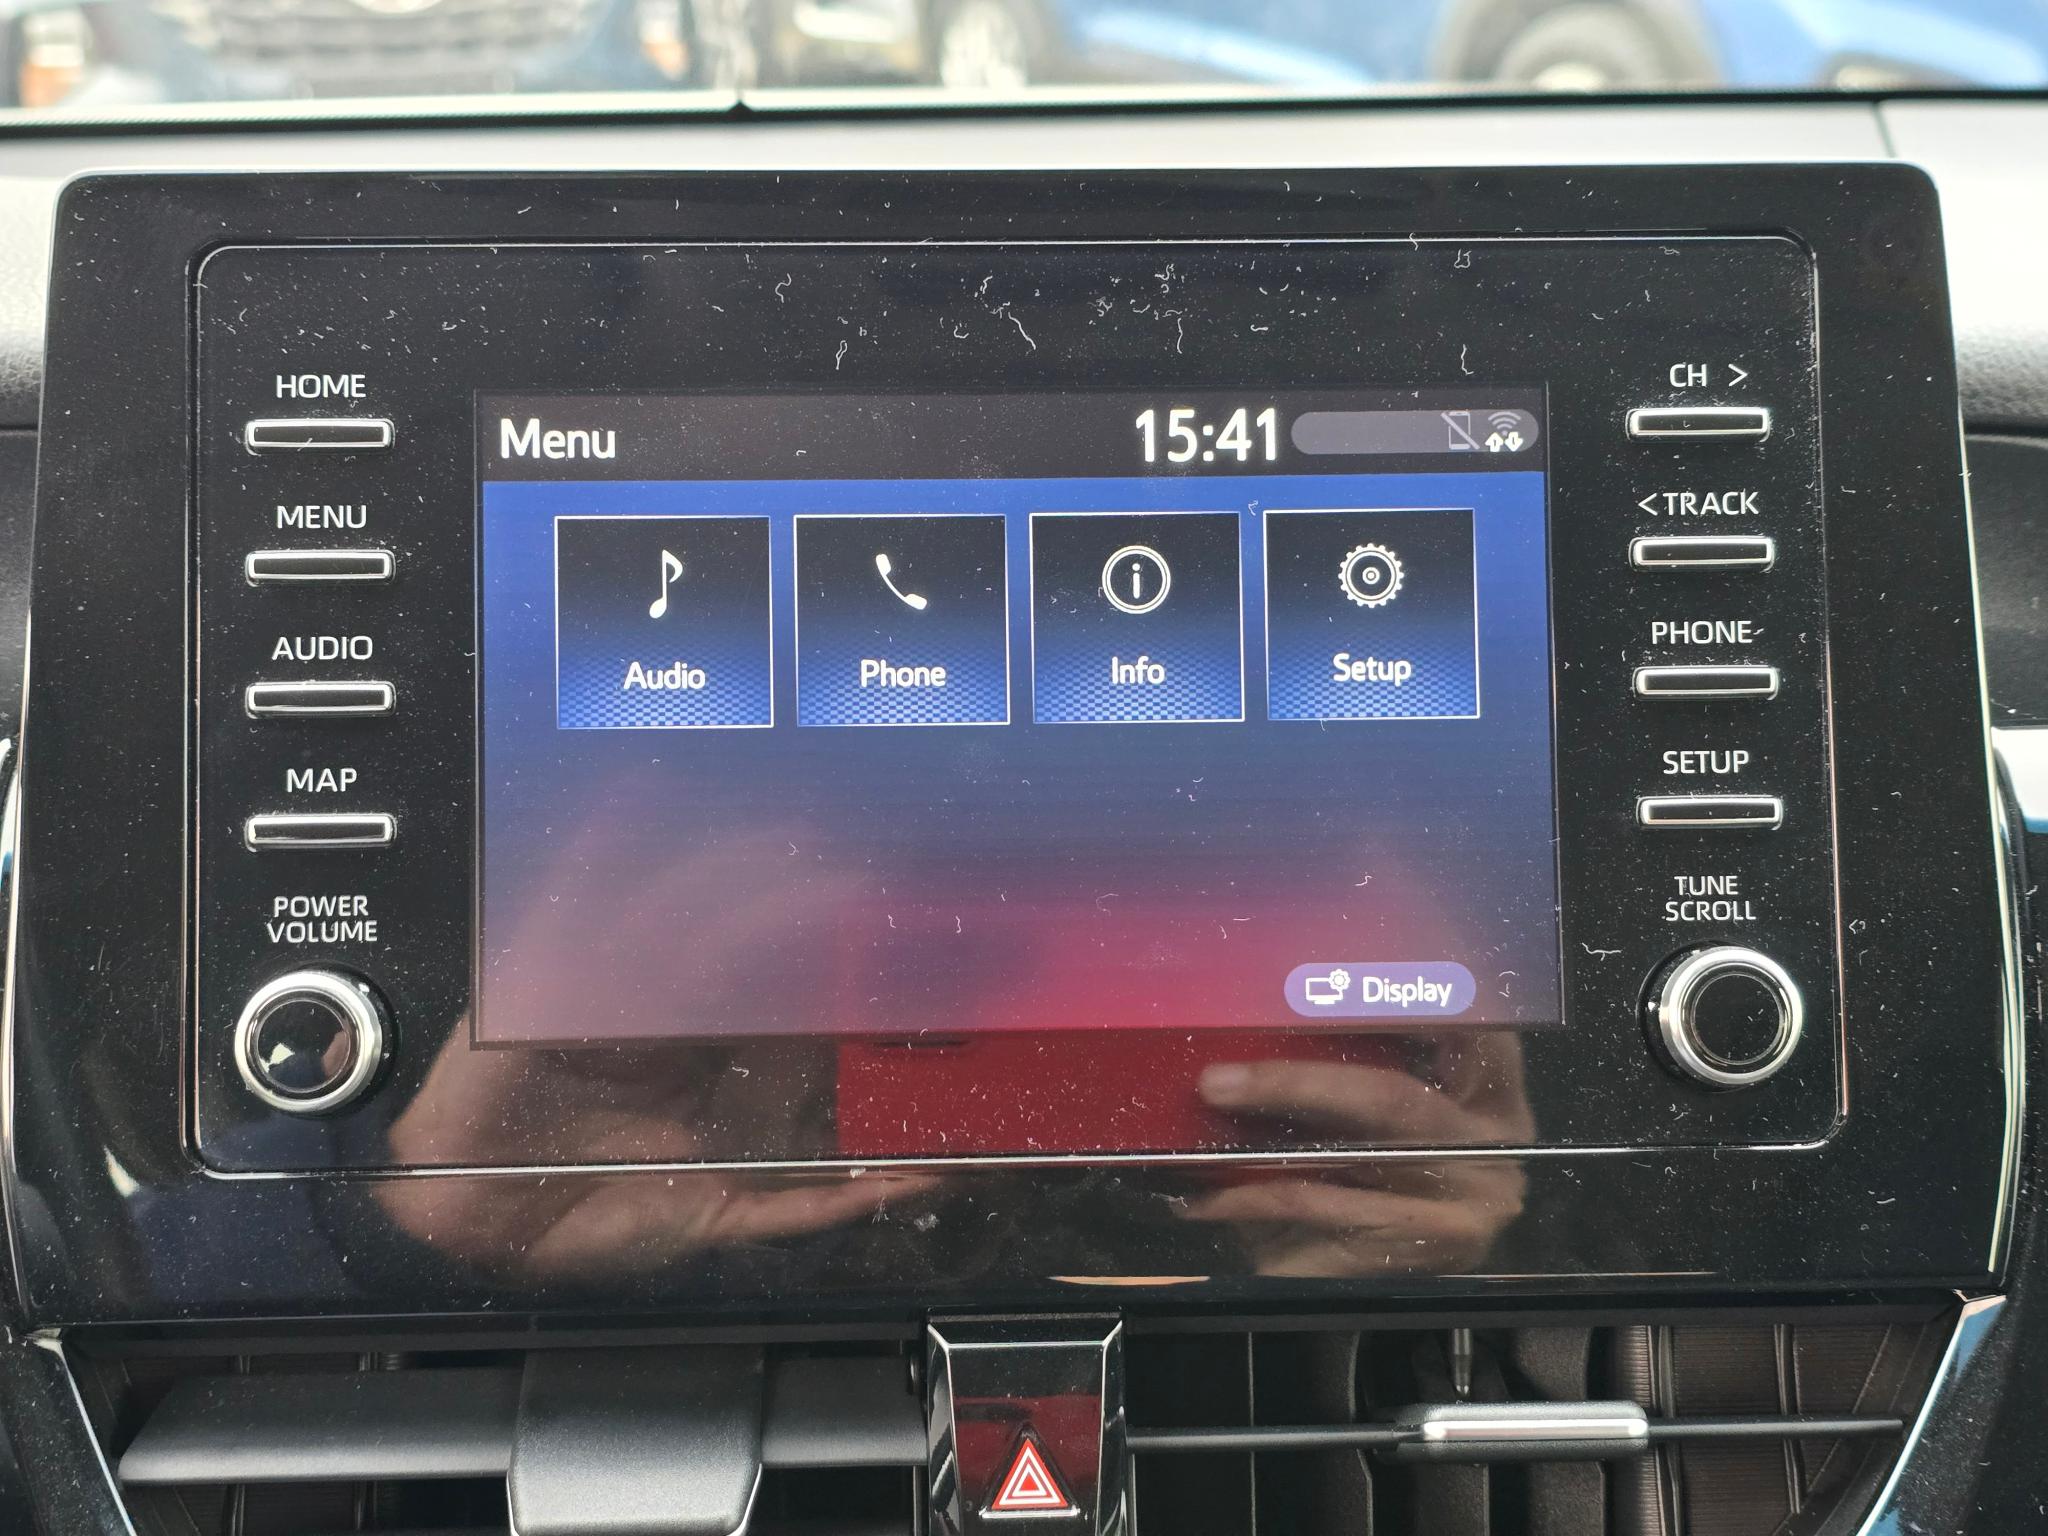 HOME
MENU
AUDIO
MAP
POWER
VOLUME
Menu
15:41
Audio
Phone
Info
Setup
Display
CH >
< TRACK
PHONE
SETUP
TUNE
SCROLL